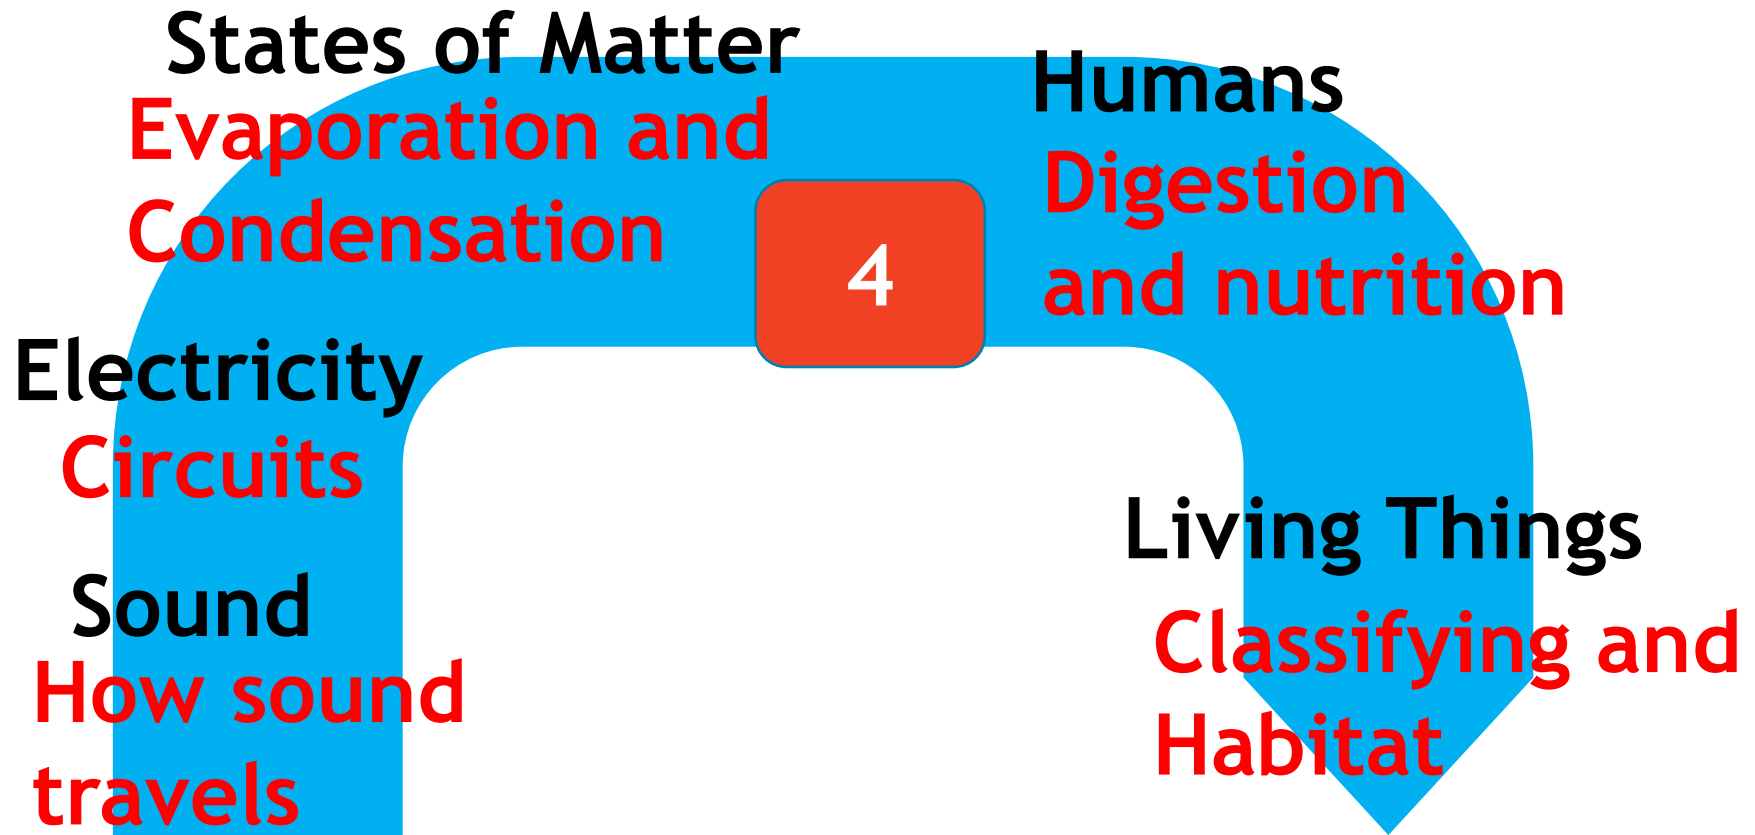 States of Matter
Evaporation and
Condensation
Humans
Digestion
and nutrition
4
Electricity
Circuits
Living Things
Classifying and
Habitat
Sound
How sound
travels